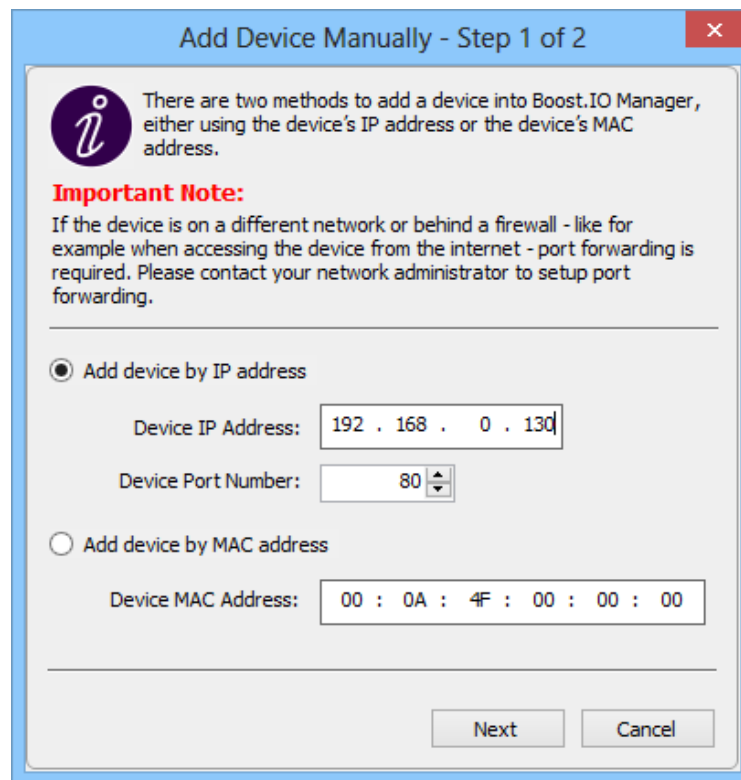 Add Device Manually - Step 1 of 2
There are two methods to add a device into Boost.IO Manager,
either using the device's IP address or the device's MAC
address.
Important Note:
If the device is on a different network or behind a firewall - like for
example when accessing the device from the internet - port forwarding is
required. Please contact your network administrator to setup port
forwarding.
Add device by IP address
Device IP Address: 192 . 168 . 0 . 130
Device Port Number: 80
Add device by MAC address
Device MAC Address: 00 : 0A : 4F : 00 : 00 : 00
Next Cancel